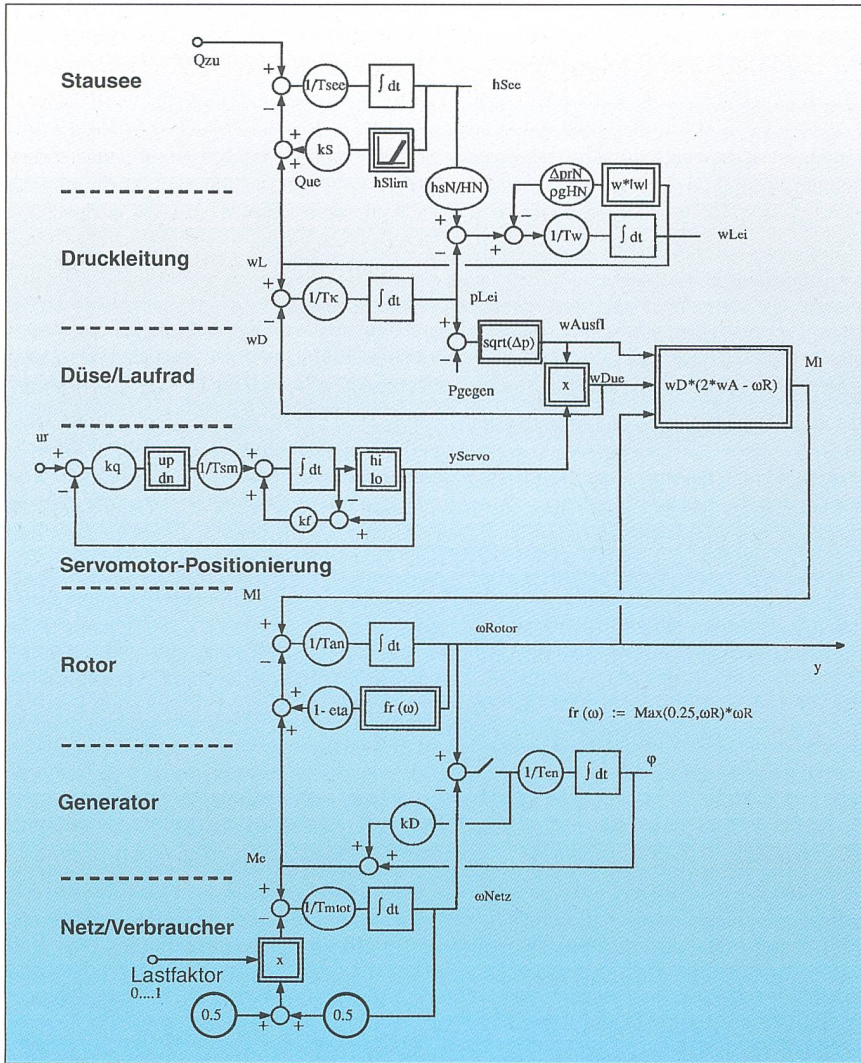 Qzu
Stausee
+
1/Tsee
∫ dt
hSee
−
+
kS
+
Que
hSlim
hsN/HN
ΔprN
ρgHN
w*|w|
+
−
−
+
1/Tw
∫ dt
wLei
Druckleitung
wL
+
−
1/Tκ
∫ dt
pLei
wD
+
−
sqrt(Δp)
wAusfl
Düse/Laufrad
Pgegen
x
wDue
wD*(2*wA - ωR)
Ml
ur
+
−
kq
up
dn
1/Tsm
+
+
∫ dt
hi
lo
yServo
kf
−
+
Servomotor-Positionierung
Ml
+
−
1/Tan
∫ dt
ωRotor
y
Rotor
+
+
1- eta
fr (ω)
fr (ω) := Max(0.25,ωR)*ωR
+
−
1/Ten
∫ dt
φ
Generator
kD
+
+
Me
+
−
1/Tmtot
∫ dt
ωNetz
Netz/Verbraucher
x
Lastfaktor
0....1
0.5
+
+
0.5